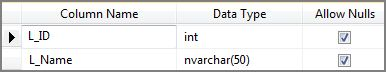 Column Name Data Type Allow Nulls
L_ID int
L_Name nvarchar(50)